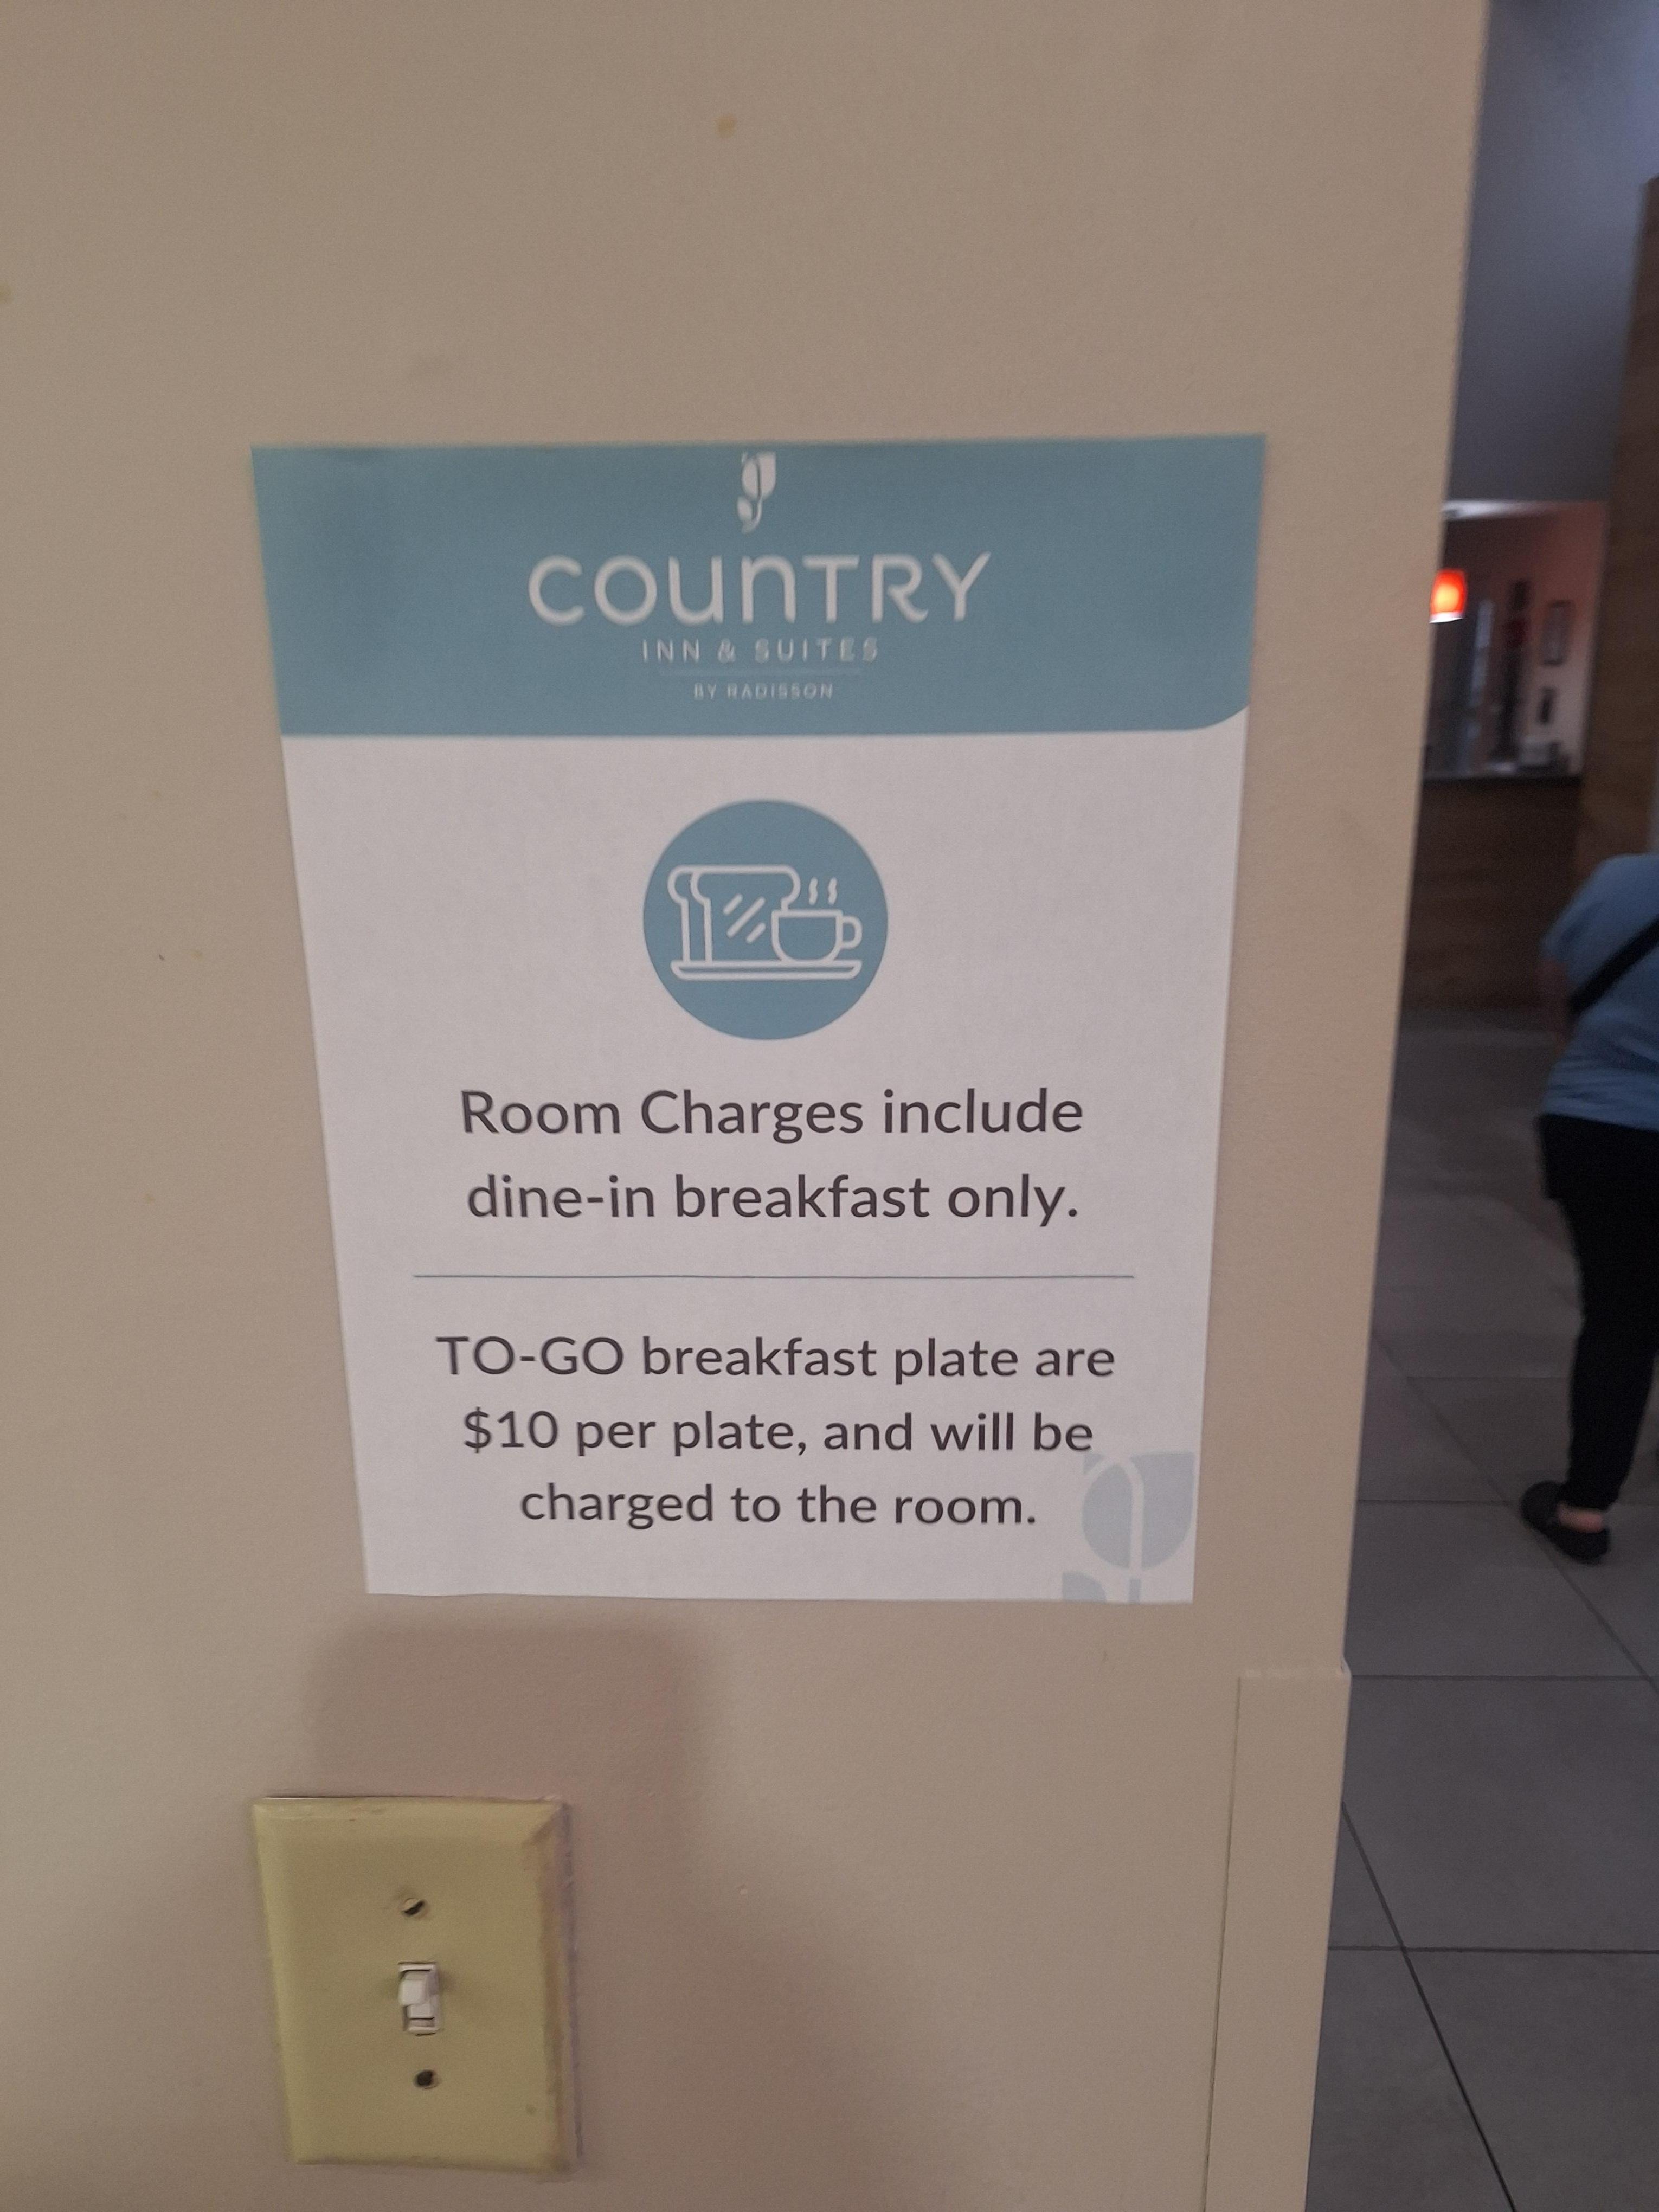 COUNTRY
INN & SUITES
BY RADISSON
Room Charges include
dine-in breakfast only.
TO-GO breakfast plate are
$10 per plate, and will be
charged to the room.